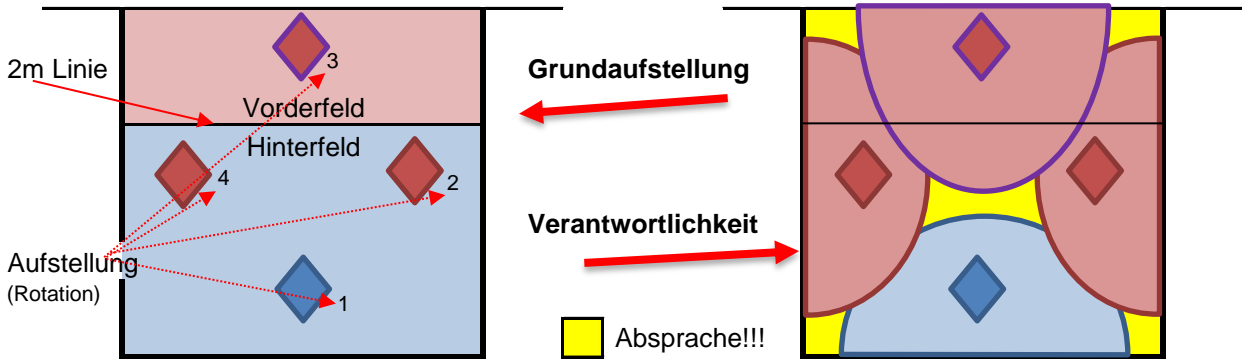 3
2m Linie
Vorderfeld
Hinterfeld
4
2
Aufstellung
(Rotation)
1
Grundaufstellung
Verantwortlichkeit
Absprache!!!